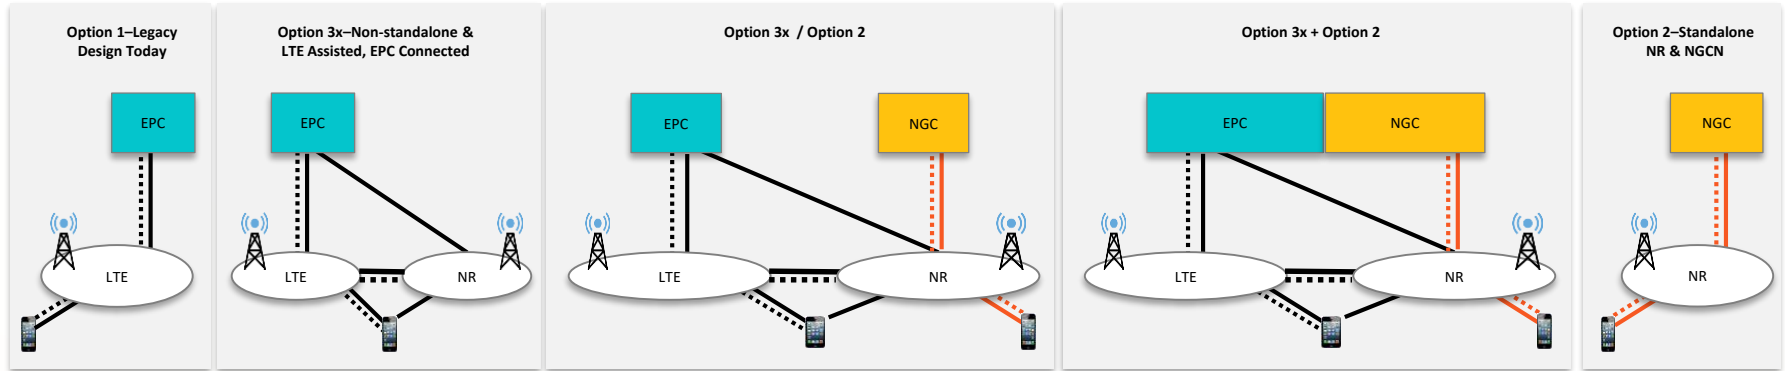 Option 1–Legacy
Design Today
EPC
LTE
Option 3x–Non-standalone &
LTE Assisted, EPC Connected
EPC
LTE
NR
Option 3x / Option 2
EPC
NGC
LTE
NR
Option 3x + Option 2
EPC
NGC
LTE
NR
Option 2–Standalone
NR & NGCN
NGC
NR